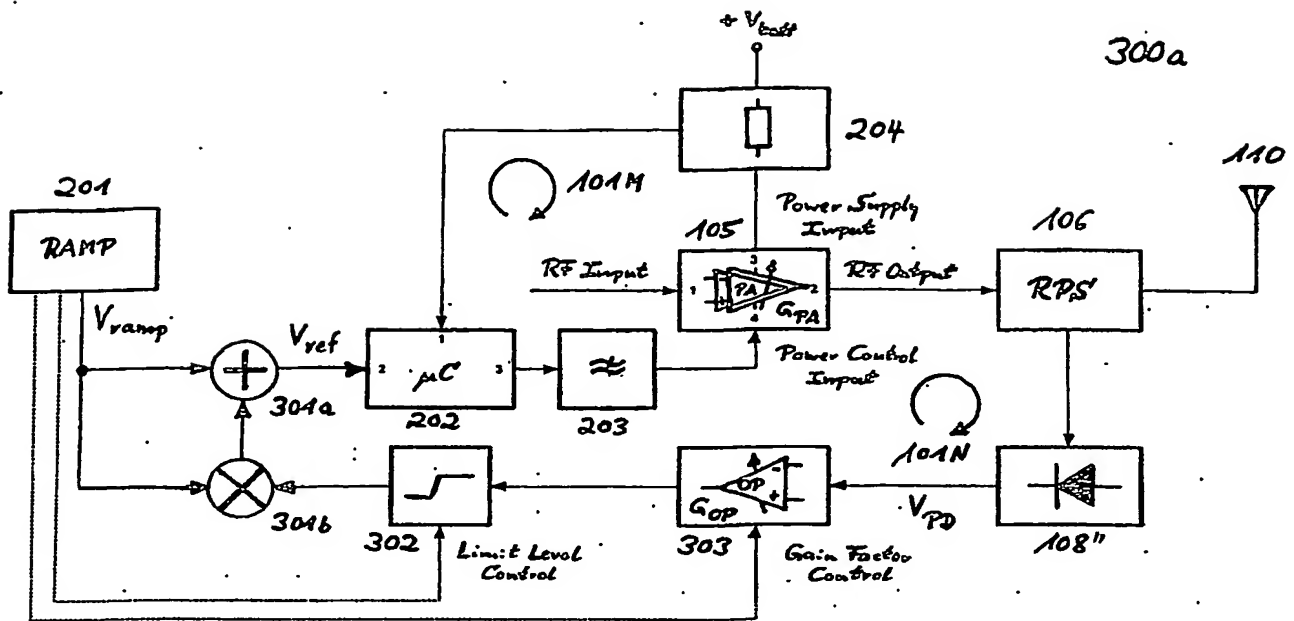 + V_batt
300a
204
110
101M
201
RAMP
Power Supply
Input
105
106
RF Input
3
1
PA
2
4
G_PA
RF Output
RPS
V_ramp
V_ref
1
2
µC
3
≈
Power Control
Input
301a
202
203
101N
301b
302
Limit Level
Control
G_OP
OP
-
+
303
Gain Factor
Control
V_PD
108"